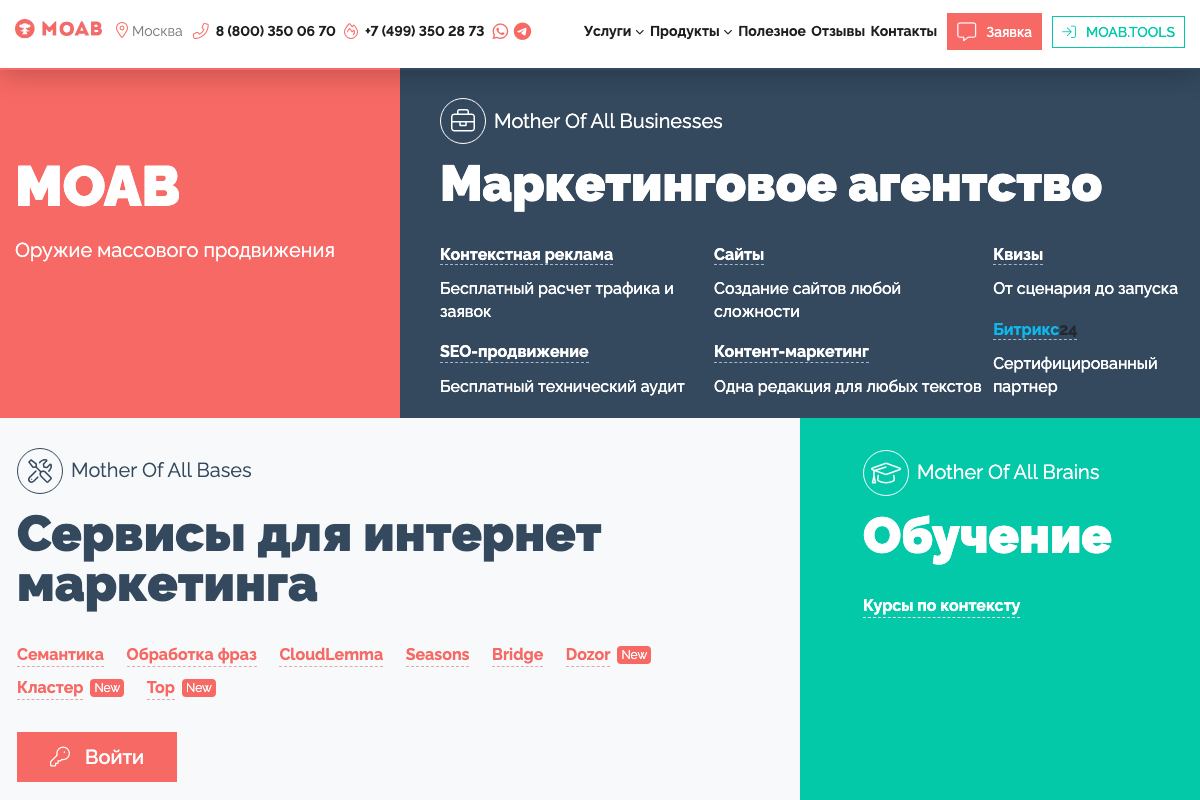 MOAB Москва 8 (800) 350 06 70 +7 (499) 350 28 73 Услуги Продукты Полезное Отзывы Контакты Заявка MOAB.TOOLS
MOAB
Оружие массового продвижения
Mother Of All Businesses
Маркетинговое агентство
Контекстная реклама
Бесплатный расчет трафика и
заявок
SEO-продвижение
Бесплатный технический аудит
Сайты
Создание сайтов любой
сложности
Контент-маркетинг
Одна редакция для любых текстов
Квизы
От сценария до запуска
Битрикс24
Сертифицированный
партнер
Mother Of All Bases
Сервисы для интернет
маркетинга
Семантика Обработка фраз CloudLemma Seasons Bridge Dozor New
Кластер New Top New
Войти
Mother Of All Brains
Обучение
Курсы по контексту